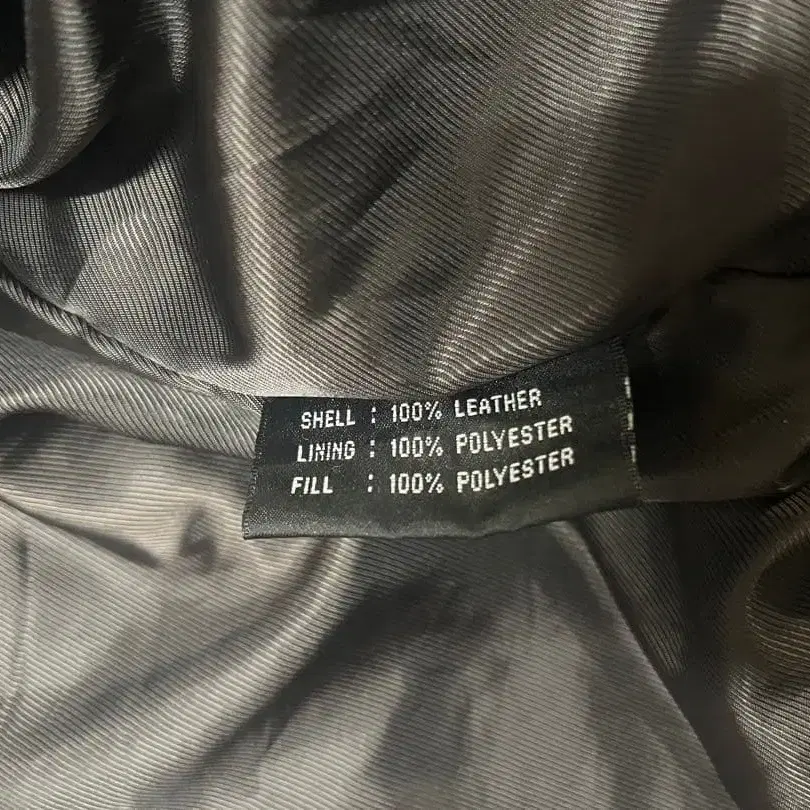 SHELL : 100% LEATHER
LINING : 100% POLYESTER
FILL : 100% POLYESTER